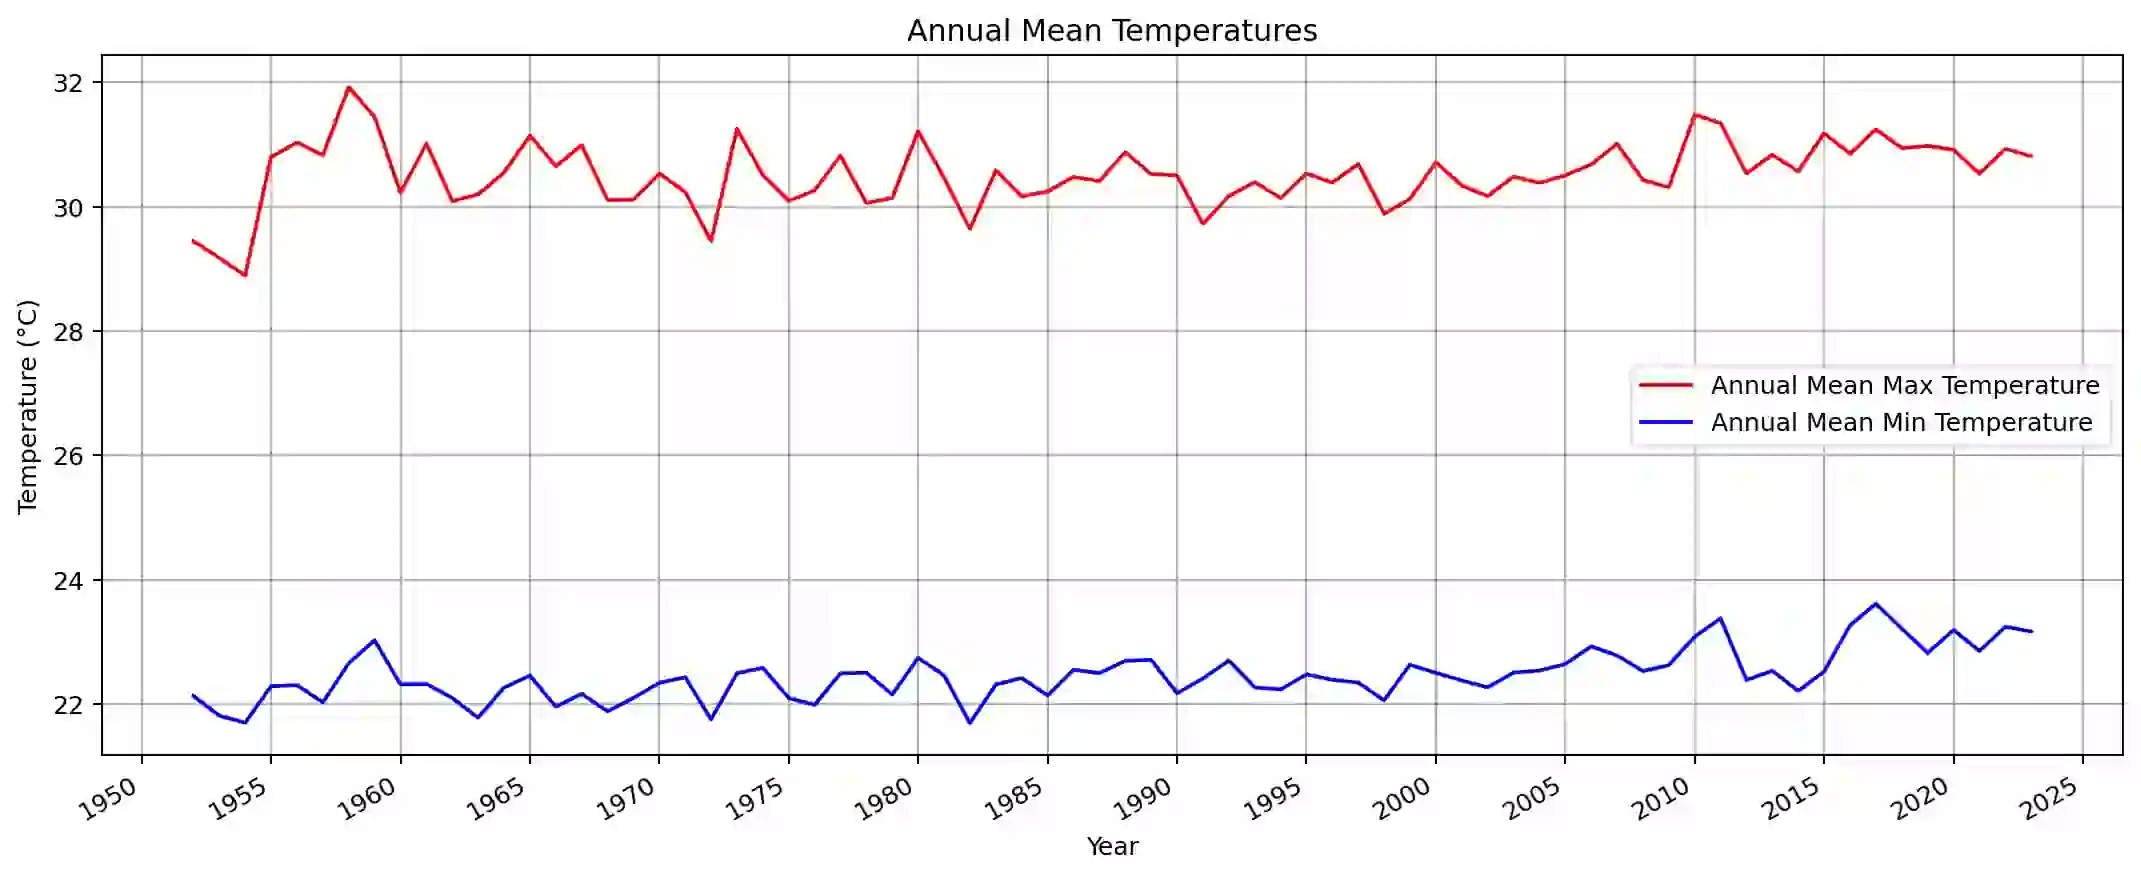 Annual Mean Temperatures
32
30
28
26
24
22
Temperature (°C)
Annual Mean Max Temperature
Annual Mean Min Temperature
1950 1955 1960 1965 1970 1975 1980 1985 1990 1995 2000 2005 2010 2015 2020 2025
Year